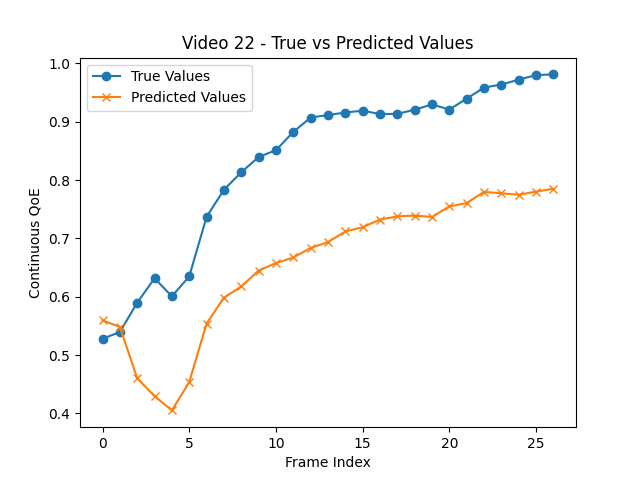 Video 22 - True vs Predicted Values
True Values
Predicted Values
Continuous QoE
1.0
0.9
0.8
0.7
0.6
0.5
0.4
0 5 10 15 20 25
Frame Index